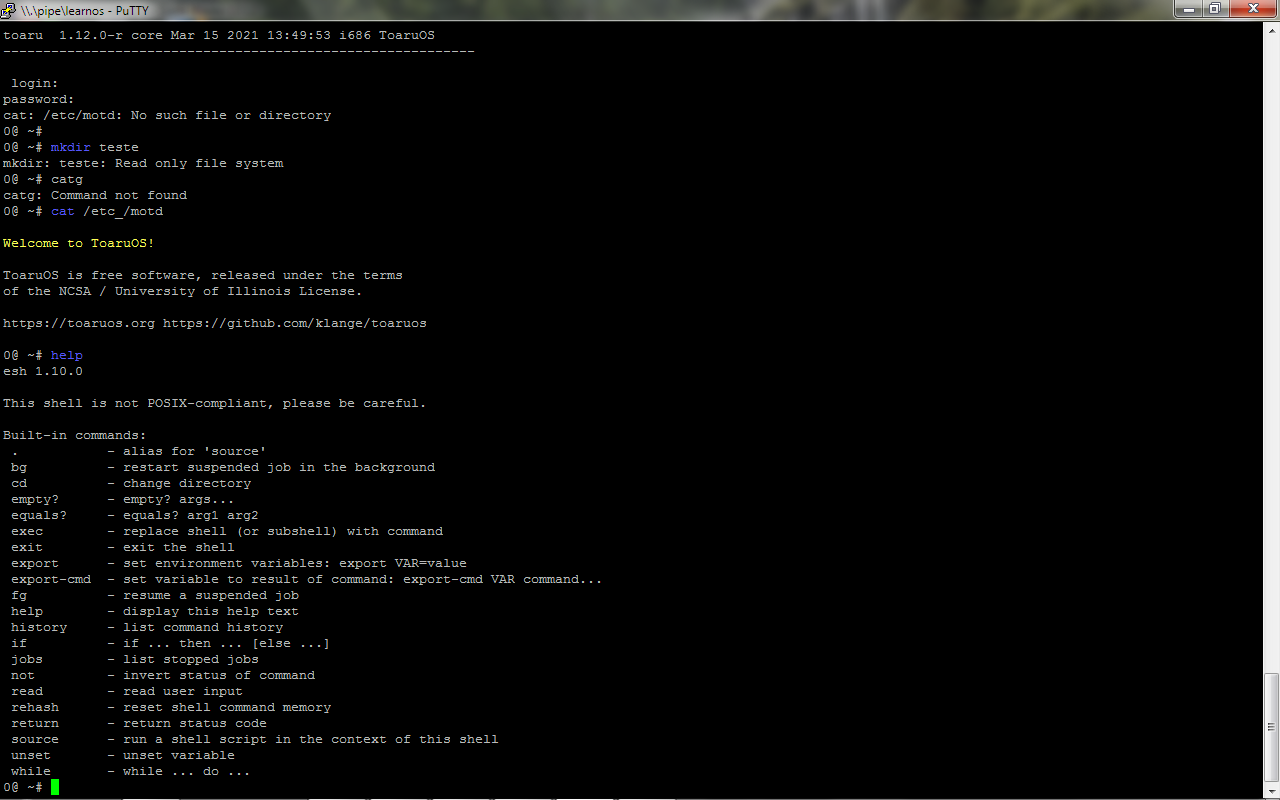 \\.\pipe\learnos - PuTTY
toaru  1.12.0-r core Mar 15 2021 13:49:53 i686 ToaruOS
-----------------------------------------------------------
 login:
password:
cat: /etc/motd: No such file or directory
0@ ~#
0@ ~# mkdir teste
mkdir: teste: Read only file system
0@ ~# catg
catg: Command not found
0@ ~# cat /etc_/motd
Welcome to ToaruOS!
ToaruOS is free software, released under the terms
of the NCSA / University of Illinois License.
https://toaruos.org https://github.com/klange/toaruos
0@ ~# help
esh 1.10.0
This shell is not POSIX-compliant, please be careful.
Built-in commands:
 .           - alias for 'source'
 bg          - restart suspended job in the background
 cd          - change directory
 empty?      - empty? args...
 equals?     - equals? arg1 arg2
 exec        - replace shell (or subshell) with command
 exit        - exit the shell
 export      - set environment variables: export VAR=value
 export-cmd  - set variable to result of command: export-cmd VAR command...
 fg          - resume a suspended job
 help        - display this help text
 history     - list command history
 if          - if ... then ... [else ...]
 jobs        - list stopped jobs
 not         - invert status of command
 read        - read user input
 rehash      - reset shell command memory
 return      - return status code
 source      - run a shell script in the context of this shell
 unset       - unset variable
 while       - while ... do ...
0@ ~#